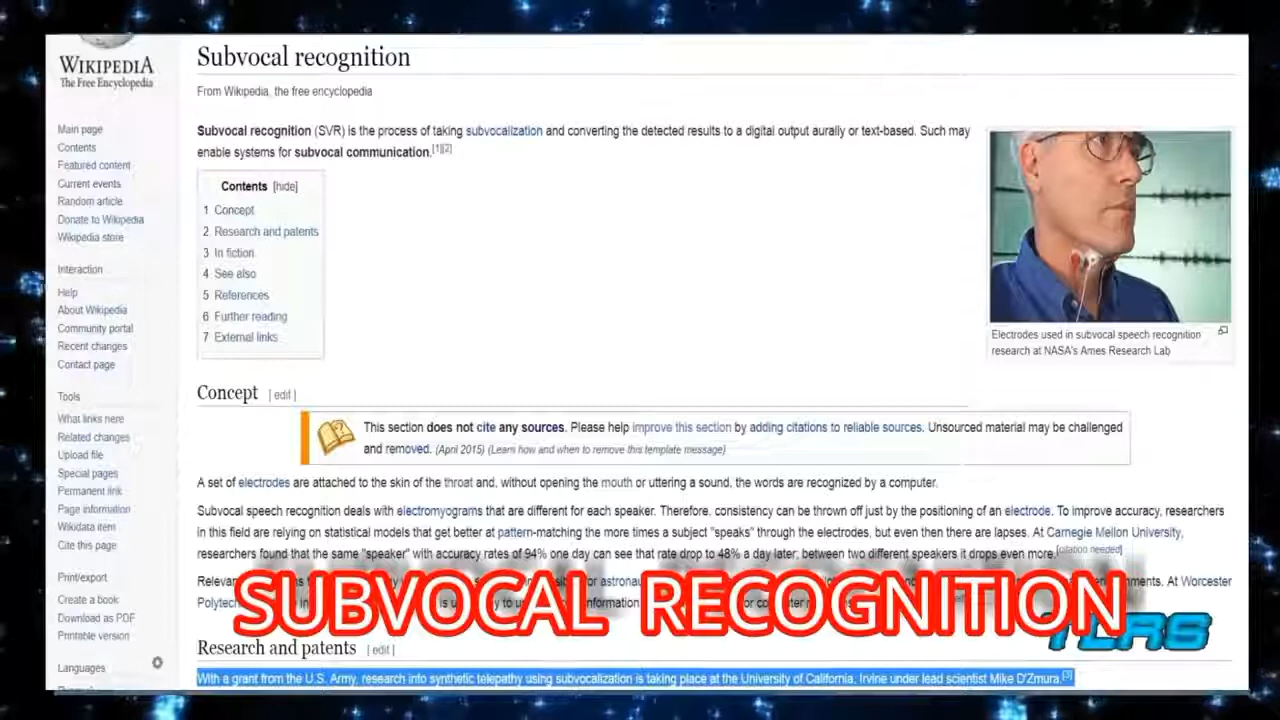 WIKIPEDIA
The Free Encyclopedia
Main page
Contents
Featured content
Current events
Random article
Donate to Wikipedia
Wikipedia store
Interaction
Help
About Wikipedia
Community portal
Recent changes
Contact page
Tools
What links here
Related changes
Upload file
Special pages
Permanent link
Page information
Wikidata item
Cite this page
Print/export
Create a book
Download as PDF
Printable version
Languages
Subvocal recognition
From Wikipedia, the free encyclopedia
Subvocal recognition (SVR) is the process of taking subvocalization and converting the detected results to a digital output aurally or text-based. Such may
enable systems for subvocal communication.[1][2]
Contents [hide]
1 Concept
2 Research and patents
3 In fiction
4 See also
5 References
6 Further reading
7 External links
Electrodes used in subvocal speech recognition
research at NASA's Ames Research Lab
Concept [ edit ]
This section does not cite any sources. Please help improve this section by adding citations to reliable sources. Unsourced material may be challenged
and removed. (April 2015) (Learn how and when to remove this template message)
A set of electrodes are attached to the skin of the throat and, without opening the mouth or uttering a sound, the words are recognized by a computer.
Subvocal speech recognition deals with electromyograms that are different for each speaker. Therefore, consistency can be thrown off just by the positioning of an electrode. To improve accuracy, researchers
in this field are relying on statistical models that get better at pattern-matching the more times a subject "speaks" through the electrodes, but even then there are lapses. At Carnegie Mellon University,
researchers found that the same "speaker" with accuracy rates of 94% one day can see that rate drop to 48% a day later; between two different speakers it drops even more.[citation needed]
for At Worcester
SUBVOCAL RECOGNITION
Research and patents [ edit ]
With a grant from the U.S. Army, research into synthetic telepathy using subvocalization is taking place at the University of California, Irvine under lead scientist Mike D'Zmura.[3]